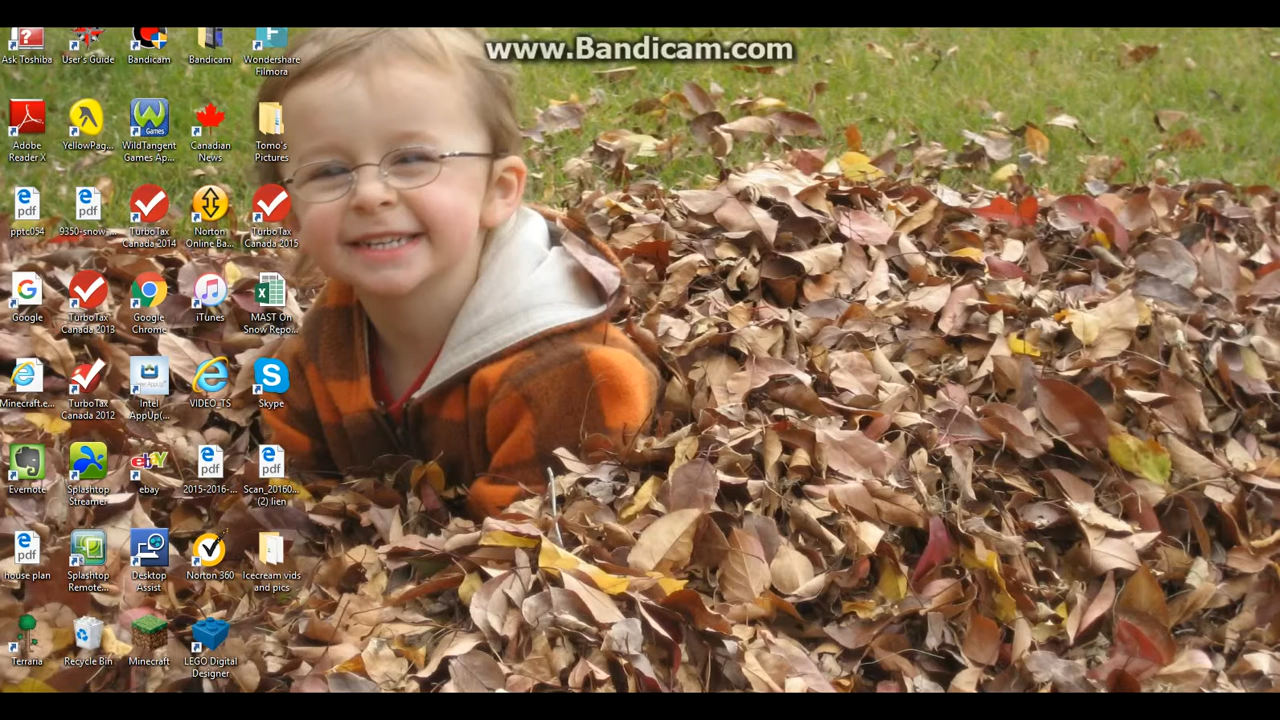 www.Bandicam.com
Ask Toshiba
User's Guide
Bandicam
Bandicam
Wondershare
Filmora
Adobe
Reader X
YellowPag...
WildTangent
Games Ap...
Canadian
News
Tomo's
Pictures
pptc054
9350-snow-...
TurboTax
Canada 2014
Norton
Online Ba...
TurboTax
Canada 2015
Google
TurboTax
Canada 2013
Google
Chrome
iTunes
MAST On
Snow Repo...
Minecraft.e...
TurboTax
Canada 2012
Intel
AppUp(...
VIDEO_TS
Skype
Evernote
Splashtop
Streamer
ebay
2015-2016-...
Scan_20160...
(2) lien
house plan
Splashtop
Remote...
Desktop
Assist
Norton 360
Icecream vids
and pics
Terraria
Recycle Bin
Minecraft
LEGO Digital
Designer